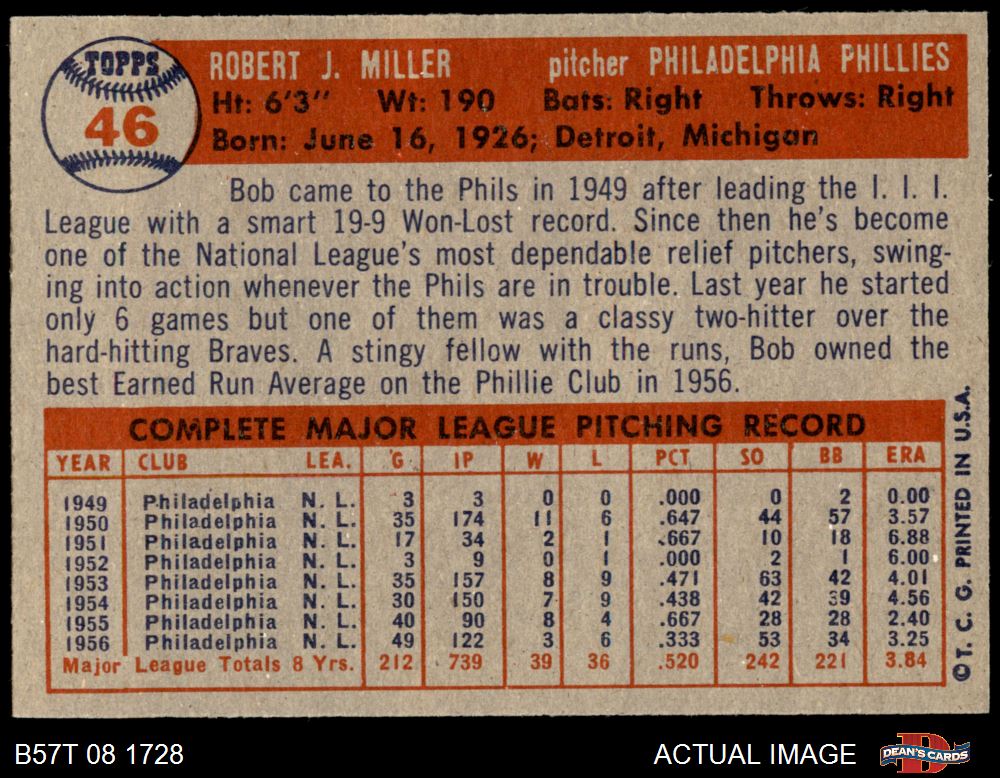 TOPPS
46
ROBERT J. MILLER pitcher PHILADELPHIA PHILLIES
Ht: 6'3" Wt: 190 Bats: Right Throws: Right
Born: June 16, 1926; Detroit, Michigan
Bob came to the Phils in 1949 after leading the I. I. I.
League with a smart 19-9 Won-Lost record. Since then he's become
one of the National League's most dependable relief pitchers, swing-
ing into action whenever the Phils are in trouble. Last year he started
only 6 games but one of them was a classy two-hitter over the
hard-hitting Braves. A stingy fellow with the runs, Bob owned the
best Earned Run Average on the Phillie Club in 1956.
COMPLETE MAJOR LEAGUE PITCHING RECORD
YEAR CLUB LEA. G IP W L PCT SO BB ERA
1949 Philadelphia N. L. 3 3 0 0 .000 0 2 0.00
1950 Philadelphia N. L. 35 174 11 6 .647 44 57 3.57
1951 Philadelphia N. L. 17 34 2 1 .667 10 18 6.88
1952 Philadelphia N. L. 3 9 0 1 .000 2 1 6.00
1953 Philadelphia N. L. 35 157 8 9 .471 63 42 4.01
1954 Philadelphia N. L. 30 150 7 9 .438 42 39 4.56
1955 Philadelphia N. L. 40 90 8 4 .667 28 28 2.40
1956 Philadelphia N. L. 49 122 3 6 .333 53 34 3.25
Major League Totals 8 Yrs. 212 739 39 36 .520 242 221 3.84
©T. C. G. PRINTED IN U.S.A.
B57T 08 1728 ACTUAL IMAGE DEAN'S CARDS